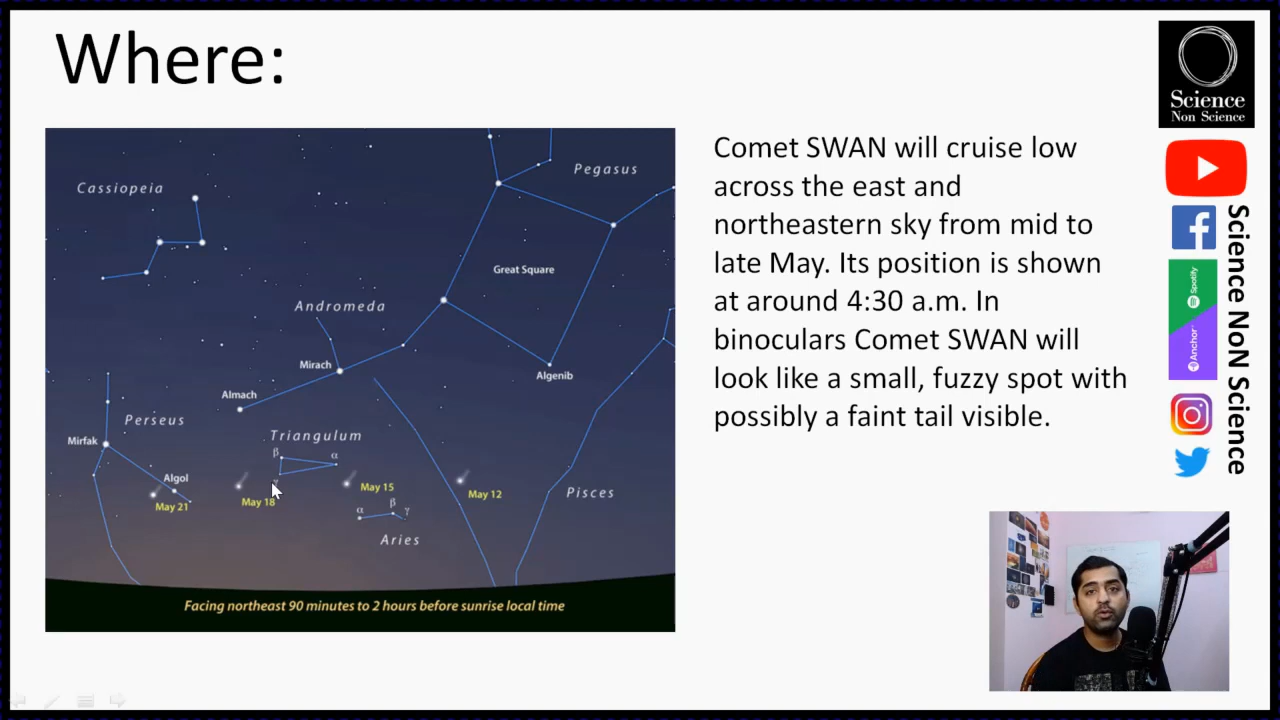 Where:
Cassiopeia
Pegasus
Great Square
Andromeda
Mirach
Algenib
Almach
Perseus
Mirfak
Triangulum
β
α
Algol
May 15
May 12
May 18
May 21
Pisces
α
β
γ
Aries
Facing northeast 90 minutes to 2 hours before sunrise local time
Comet SWAN will cruise low
across the east and
northeastern sky from mid to
late May. Its position is shown
at around 4:30 a.m. In
binoculars Comet SWAN will
look like a small, fuzzy spot with
possibly a faint tail visible.
Science
Non Science
Spotify
Anchor
Science NoN Science